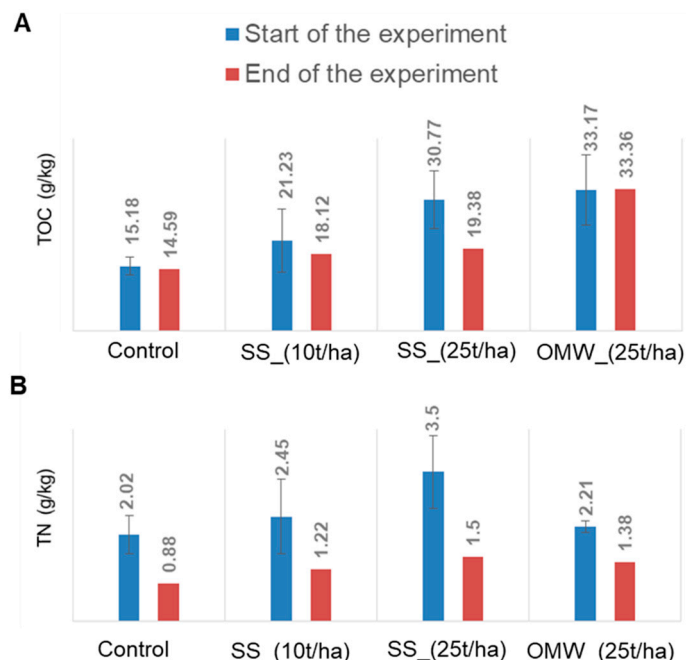 A
Start of the experiment
End of the experiment
TOC (g/kg)
15.18
14.59
21.23
18.12
30.77
19.38
33.17
33.36
Control
SS_(10t/ha)
SS_(25t/ha)
OMW_(25t/ha)
B
TN (g/kg)
2.02
0.88
2.45
1.22
3.5
1.5
2.21
1.38
Control
SS_(10t/ha)
SS_(25t/ha)
OMW_(25t/ha)